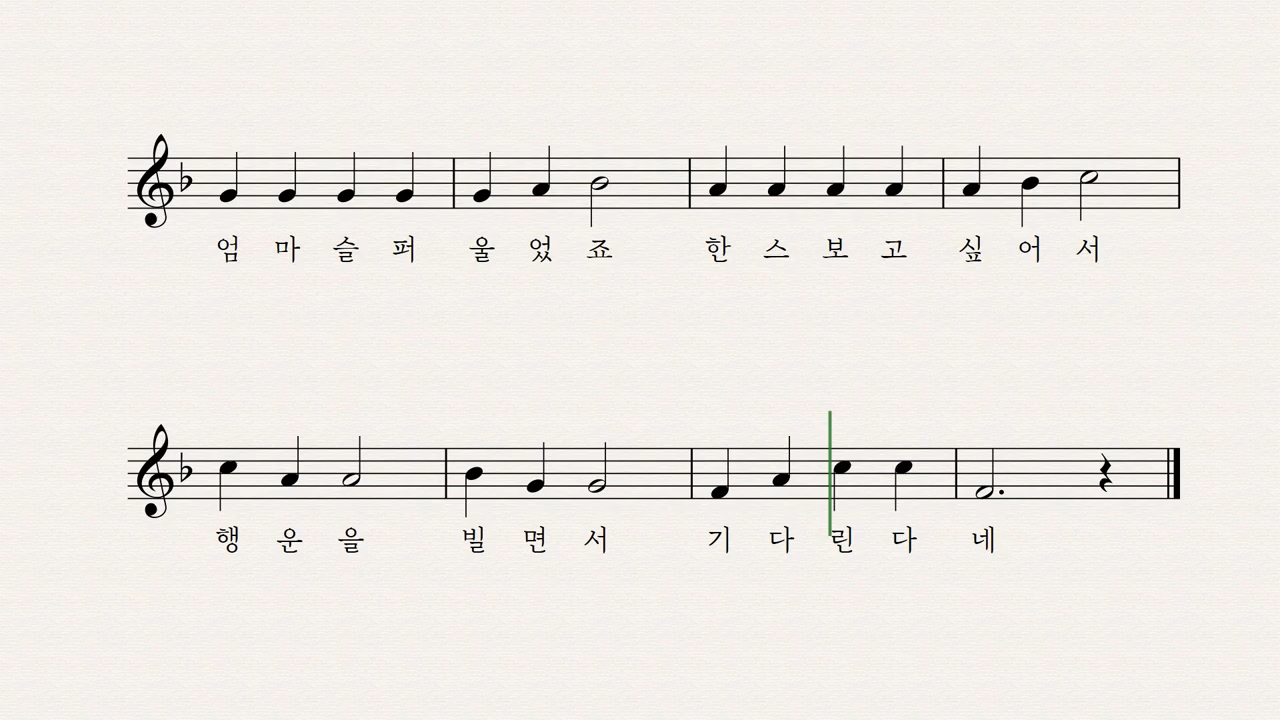 엄 마 슬 퍼 울 었 죠 한 스 보 고 싶 어 서
행 운 을 빌 면 서 기 다 린 다 네